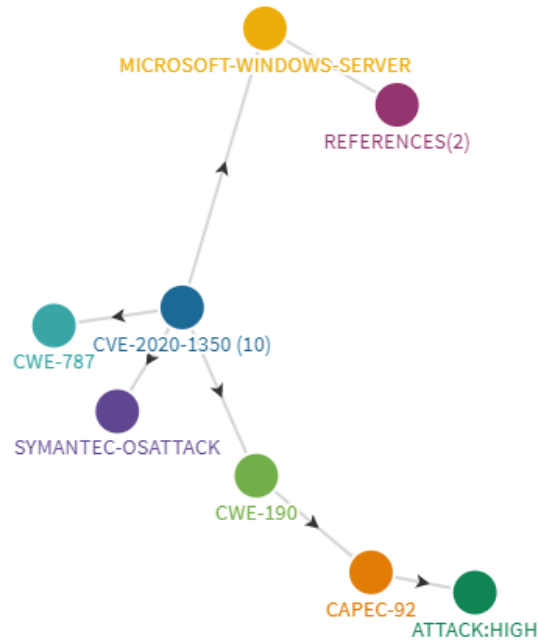 MICROSOFT-WINDOWS-SERVER
REFERENCES(2)
CVE-2020-1350 (10)
CWE-787
SYMANTEC-OSATTACK
CWE-190
CAPEC-92
ATTACK:HIGH